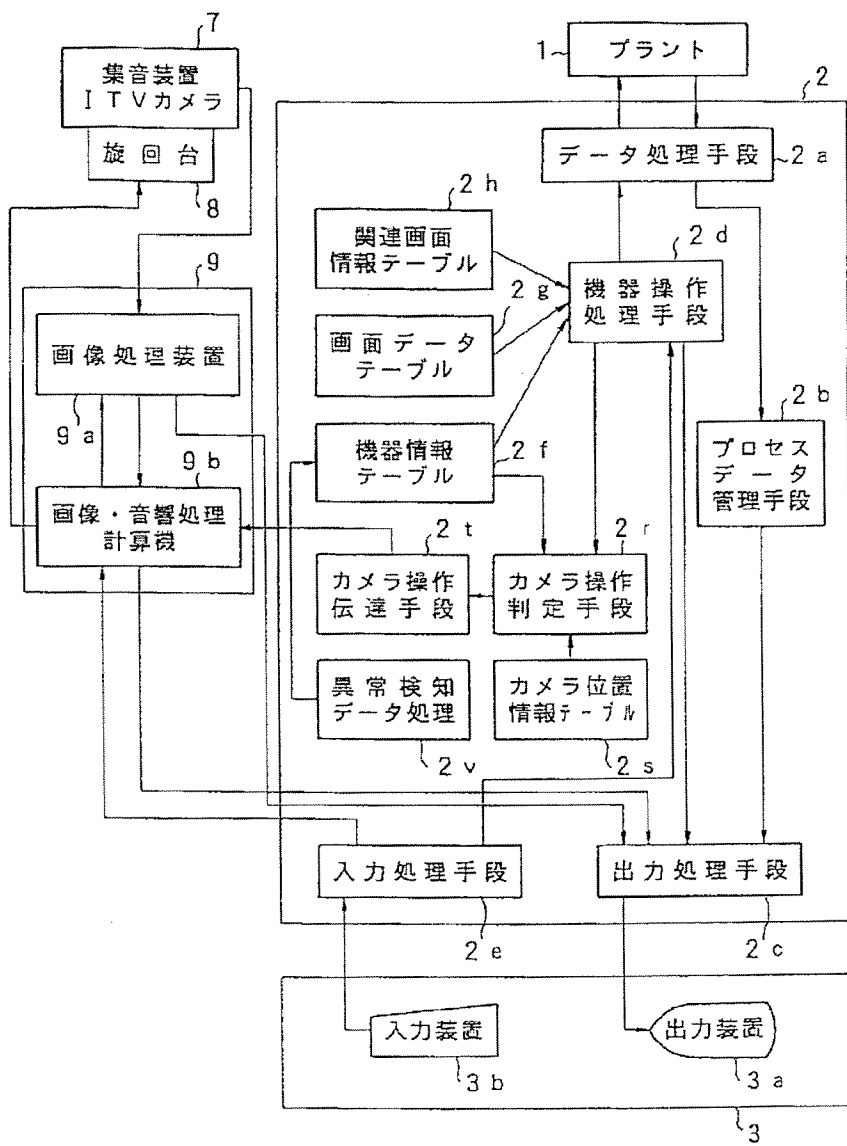 7
集音装置
ITVカメラ
旋回台
8
1
プラント
2
データ処理手段
2a
2h
関連画面
情報テーブル
2d
機器操作
処理手段
2g
画面データ
テーブル
9
画像処理装置
9a
2b
プロセス
データ
管理手段
機器情報
テーブル
2f
9b
画像・音響処理
計算機
2t
カメラ操作
伝達手段
2r
カメラ操作
判定手段
異常検知
データ処理
2v
カメラ位置
情報テーブル
2s
入力処理手段
2e
出力処理手段
2c
入力装置
3b
出力装置
3a
3